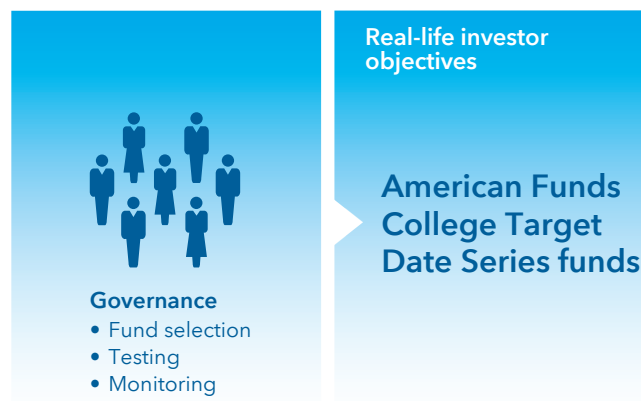 Governance
• Fund selection
• Testing
• Monitoring
Real-life investor
objectives
American Funds
College Target
Date Series funds